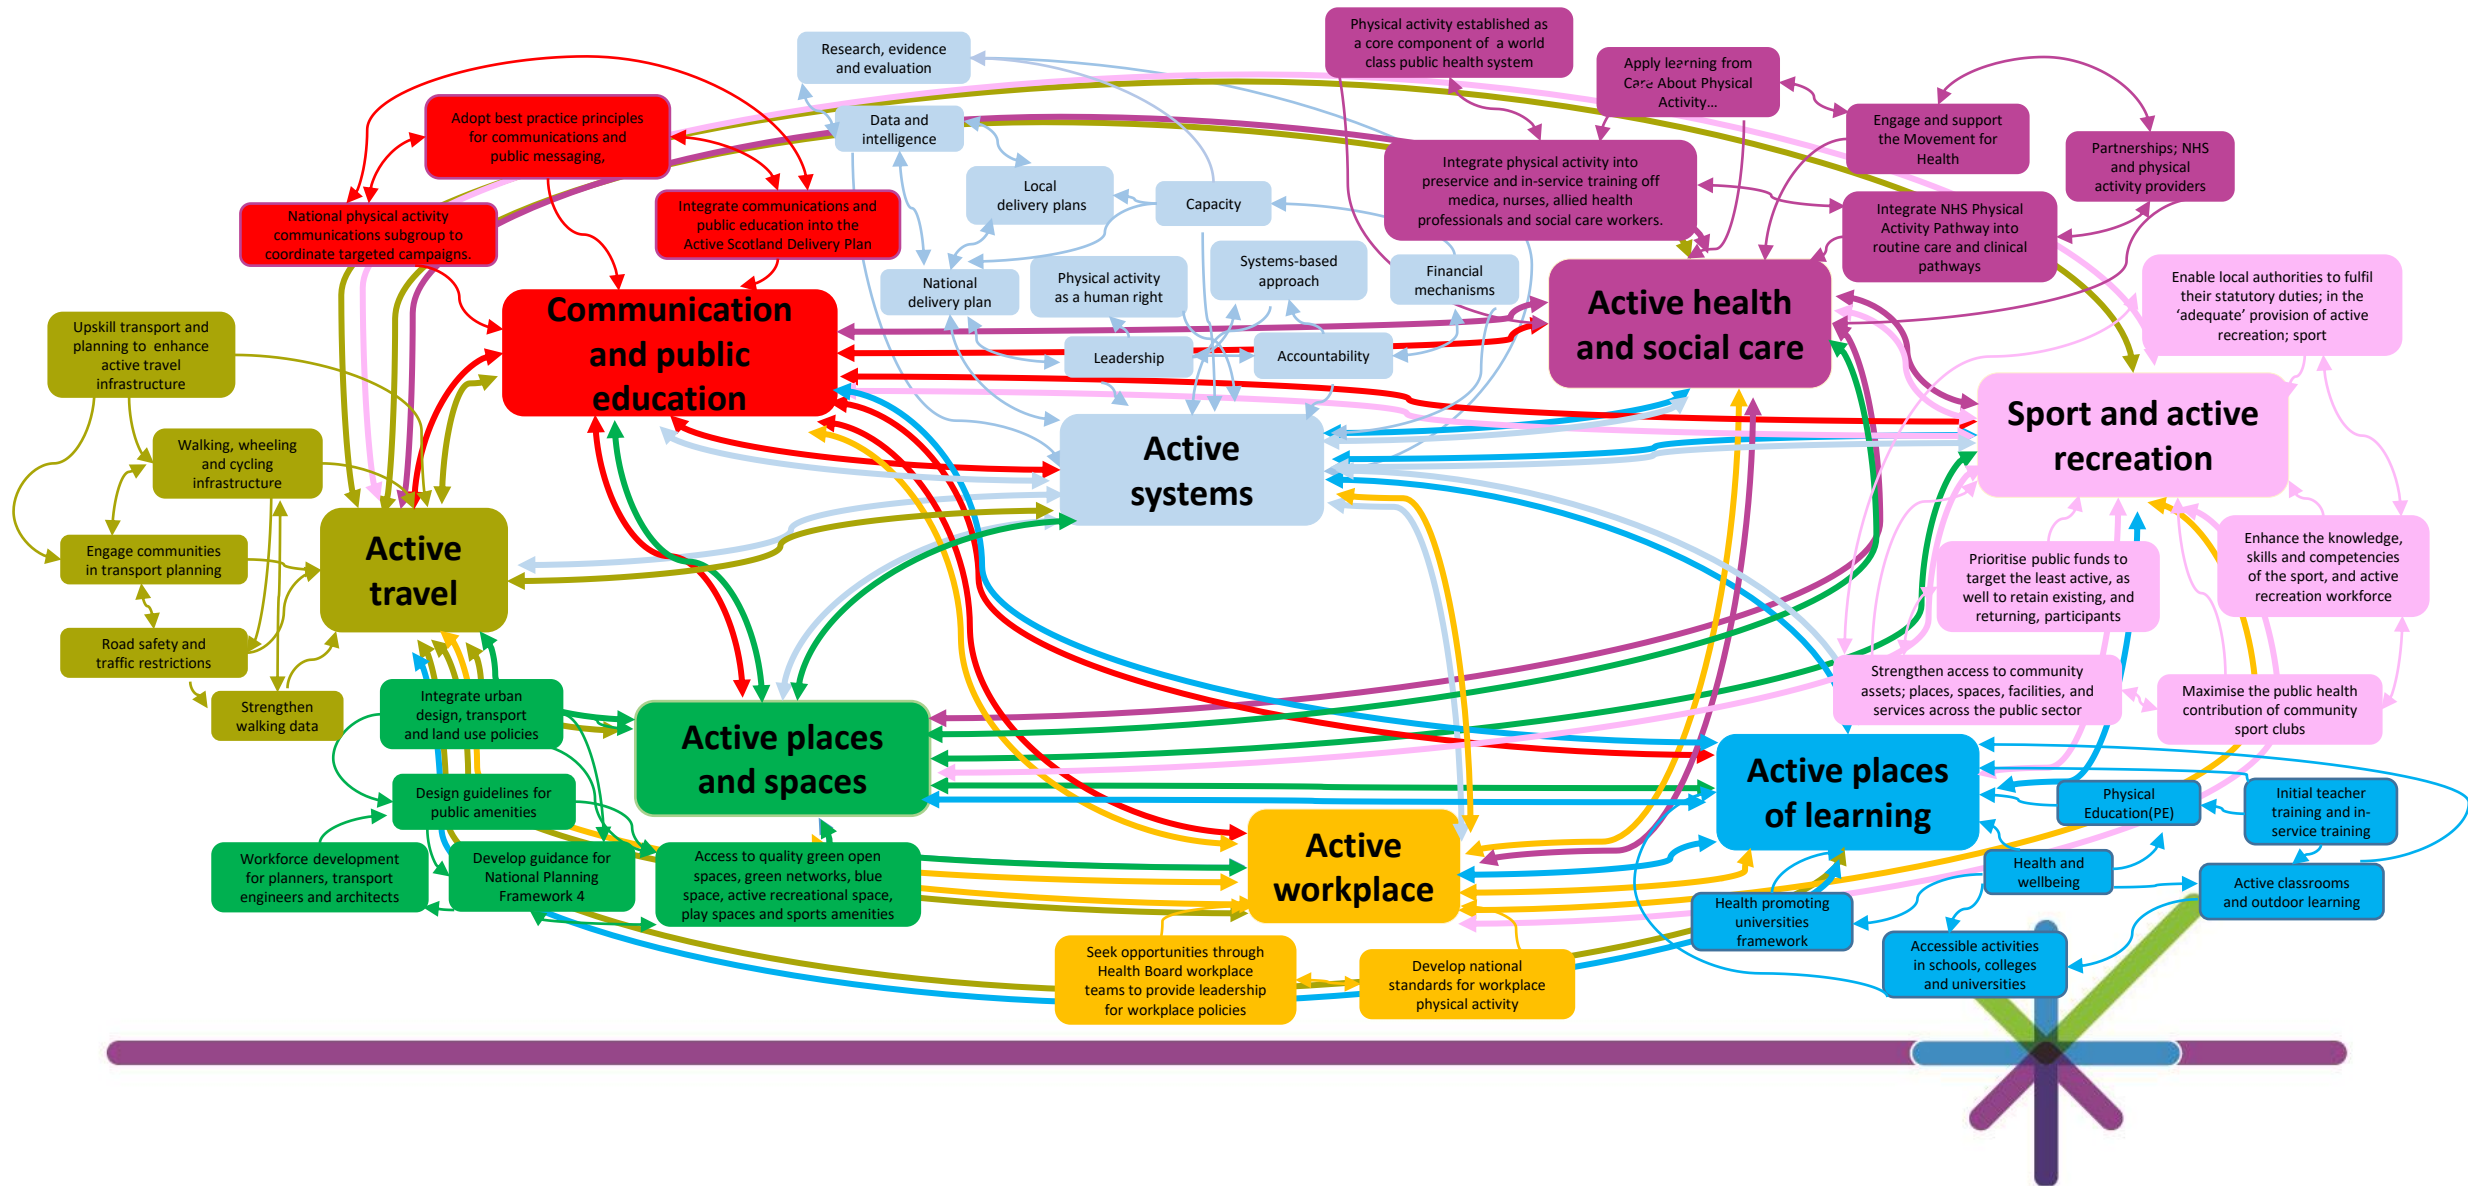 Physical activity established as
a core component of a world
class public health system
Research, evidence
and evaluation
Apply learning from
Care About Physical
Activity...
Adopt best practice principles
for communications and
public messaging,
Data and
intelligence
Engage and support
the Movement for
Health
Partnerships; NHS
and physical
activity providers
Integrate physical activity into
preservice and in-service training off
medica, nurses, allied health
professionals and social care workers.
Local
delivery plans
Capacity
National physical activity
communications subgroup to
coordinate targeted campaigns.
Integrate communications and
public education into the
Active Scotland Delivery Plan
Integrate NHS Physical
Activity Pathway into
routine care and clinical
pathways
National
delivery plan
Physical activity
as a human right
Systems-based
approach
Financial
mechanisms
Enable local authorities to fulfil
their statutory duties; in the
‘adequate’ provision of active
recreation; sport
Communication
and public
education
Active health
and social care
Upskill transport and
planning to enhance
active travel
infrastructure
Leadership
Accountability
Sport and active
recreation
Walking, wheeling
and cycling
infrastructure
Active
systems
Active
travel
Engage communities
in transport planning
Prioritise public funds to
target the least active, as
well to retain existing, and
returning, participants
Enhance the knowledge,
skills and competencies
of the sport, and active
recreation workforce
Road safety and
traffic restrictions
Strengthen
walking data
Integrate urban
design, transport
and land use policies
Strengthen access to community
assets; places, spaces, facilities, and
services across the public sector
Maximise the public health
contribution of community
sport clubs
Active places
and spaces
Active places
of learning
Design guidelines for
public amenities
Physical
Education(PE)
Initial teacher
training and in-
service training
Workforce development
for planners, transport
engineers and architects
Develop guidance for
National Planning
Framework 4
Access to quality green open
spaces, green networks, blue
space, active recreational space,
play spaces and sports amenities
Active
workplace
Health and
wellbeing
Active classrooms
and outdoor learning
Health promoting
universities
framework
Accessible activities
in schools, colleges
and universities
Seek opportunities through
Health Board workplace
teams to provide leadership
for workplace policies
Develop national
standards for workplace
physical activity